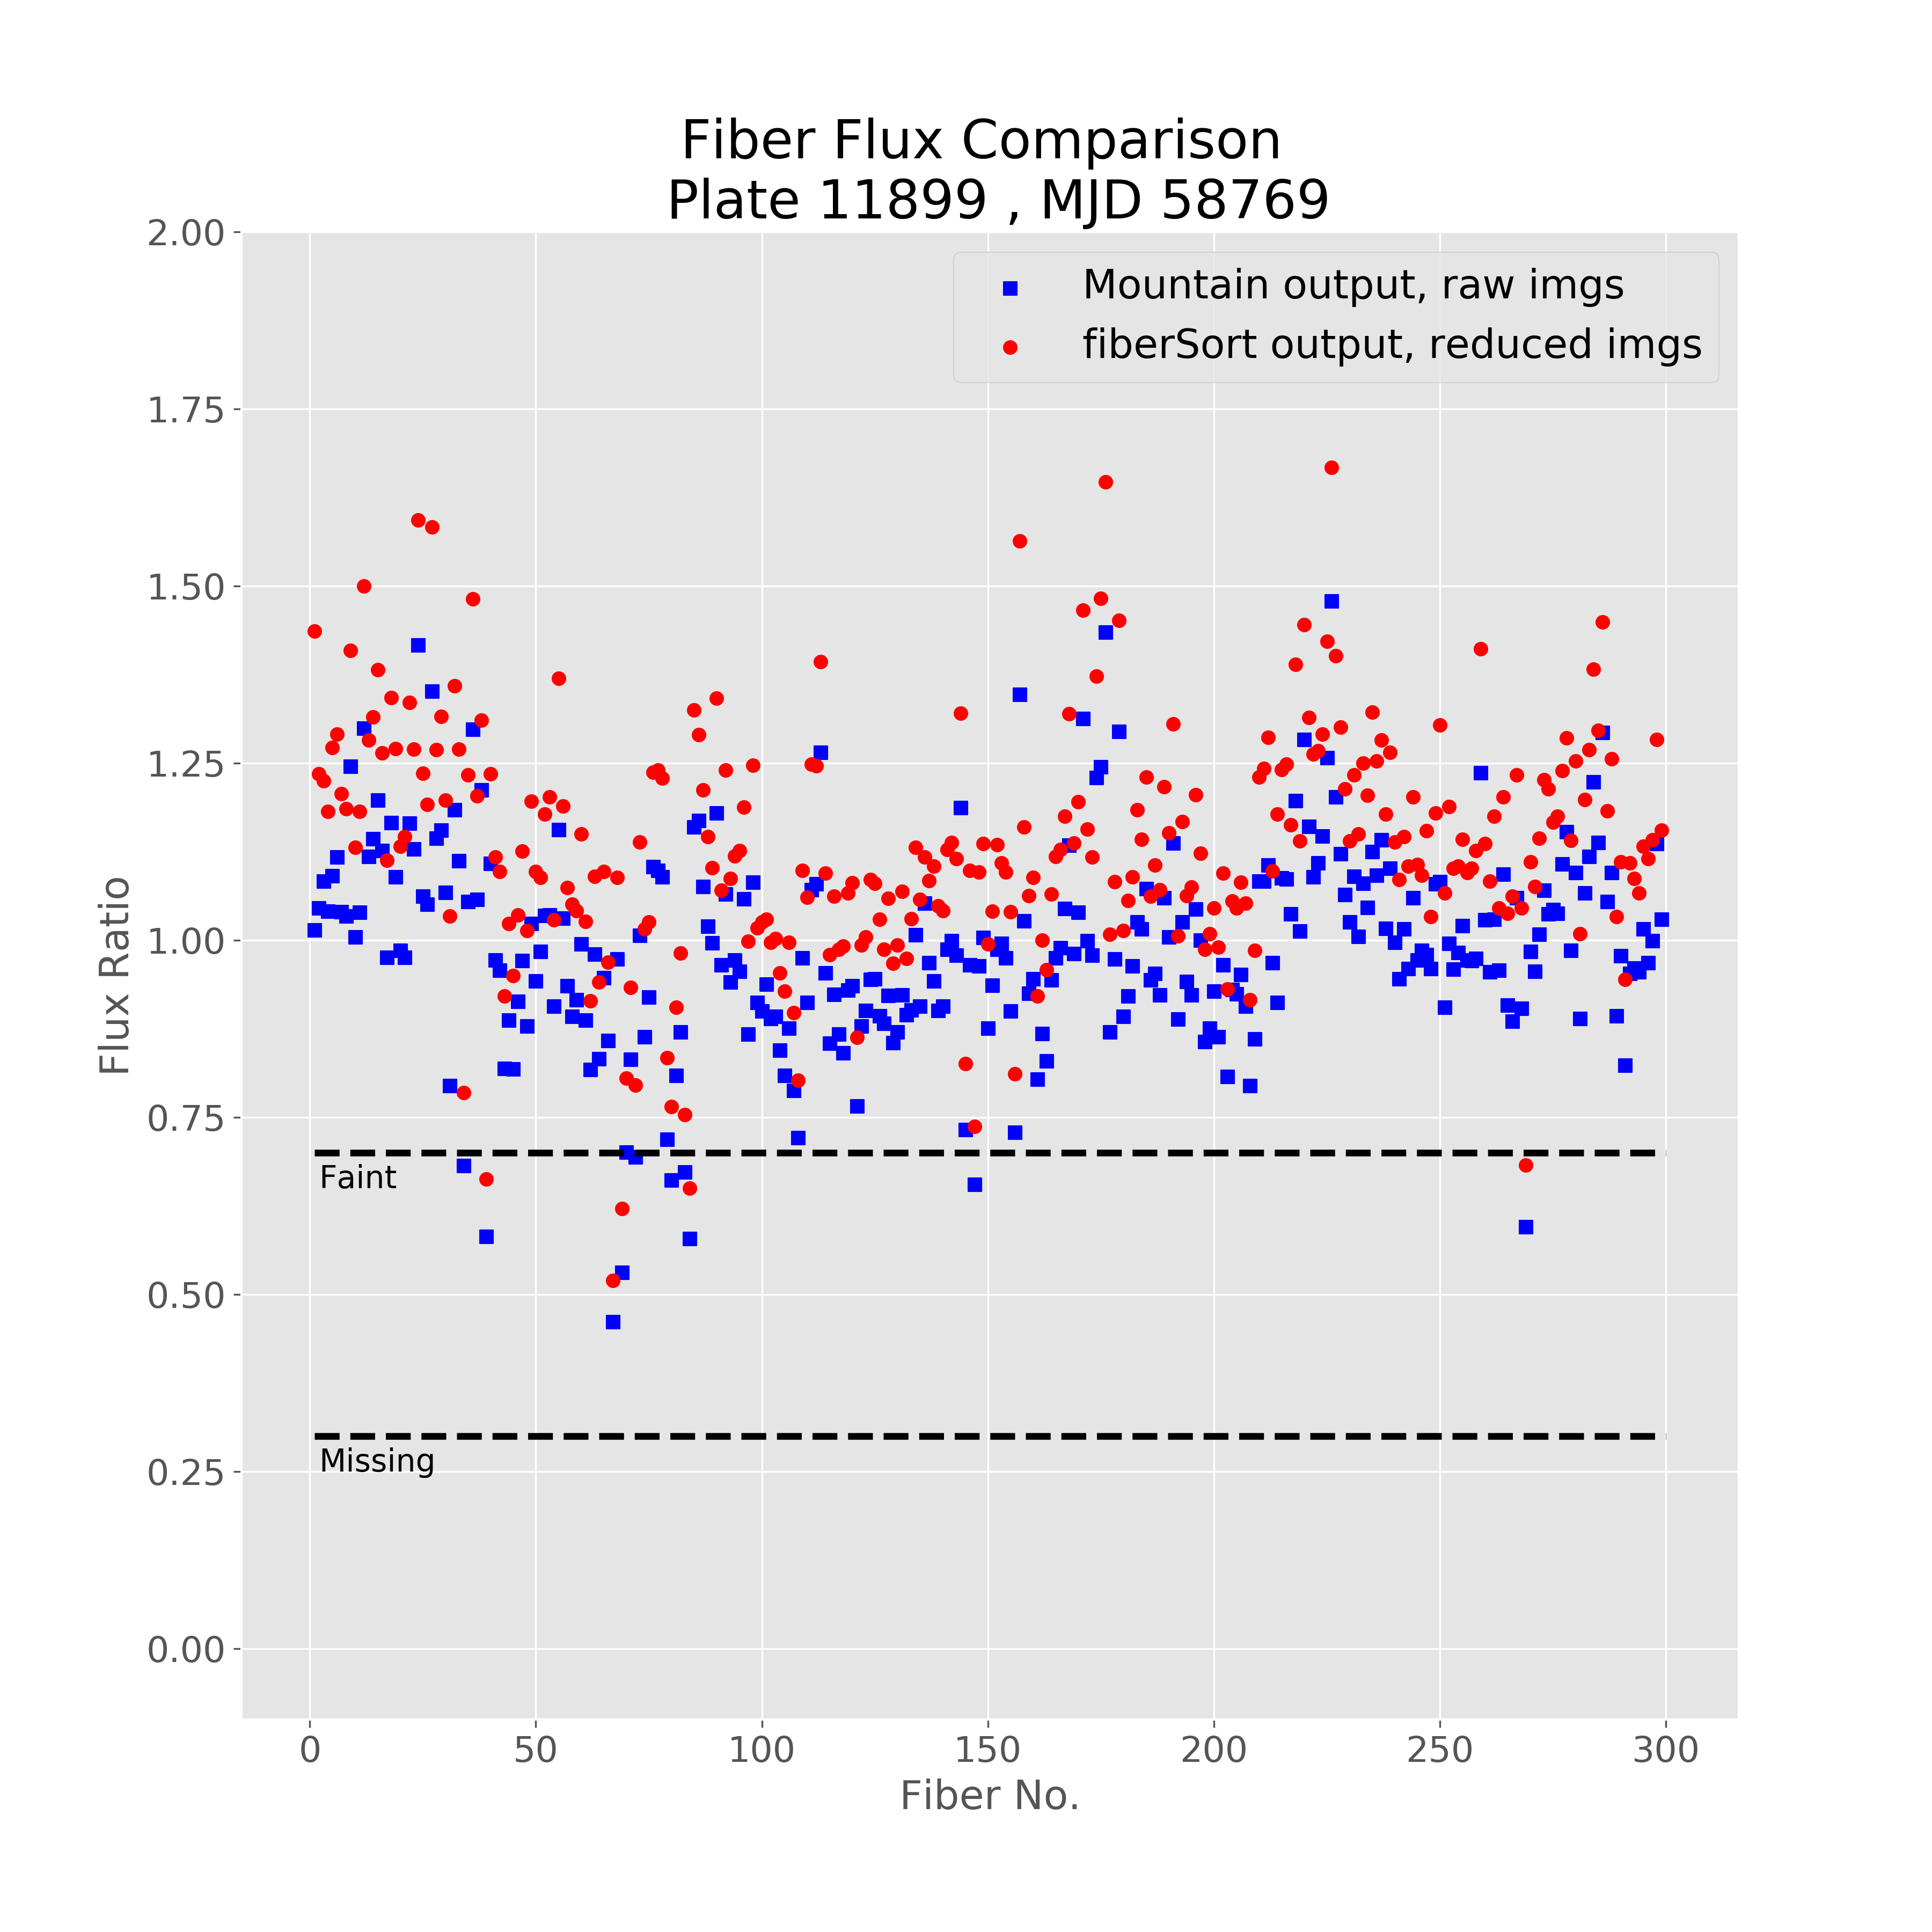 Fiber Flux Comparison
Plate 11899 , MJD 58769
Mountain output, raw imgs
fiberSort output, reduced imgs
2.00
1.75
1.50
1.25
1.00
0.75
0.50
0.25
0.00
Flux Ratio
Faint
Missing
0 50 100 150 200 250 300
Fiber No.